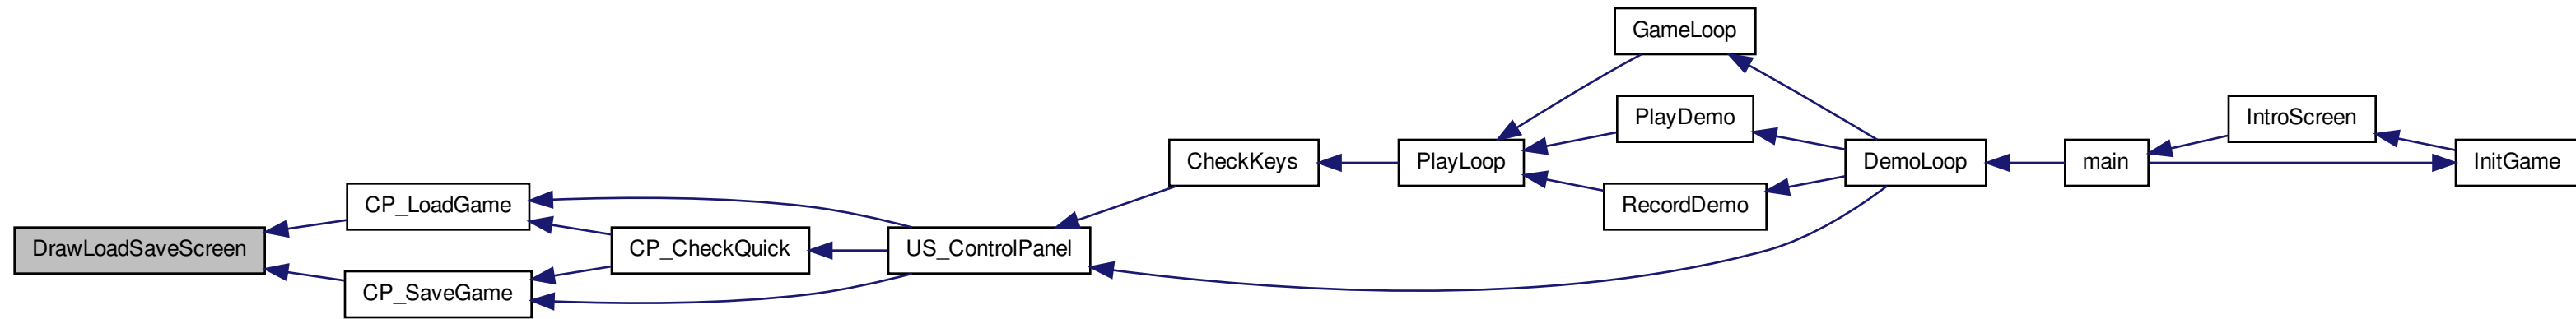 GameLoop
PlayDemo
IntroScreen
CheckKeys
PlayLoop
DemoLoop
main
InitGame
CP_LoadGame
RecordDemo
DrawLoadSaveScreen
CP_CheckQuick
US_ControlPanel
CP_SaveGame